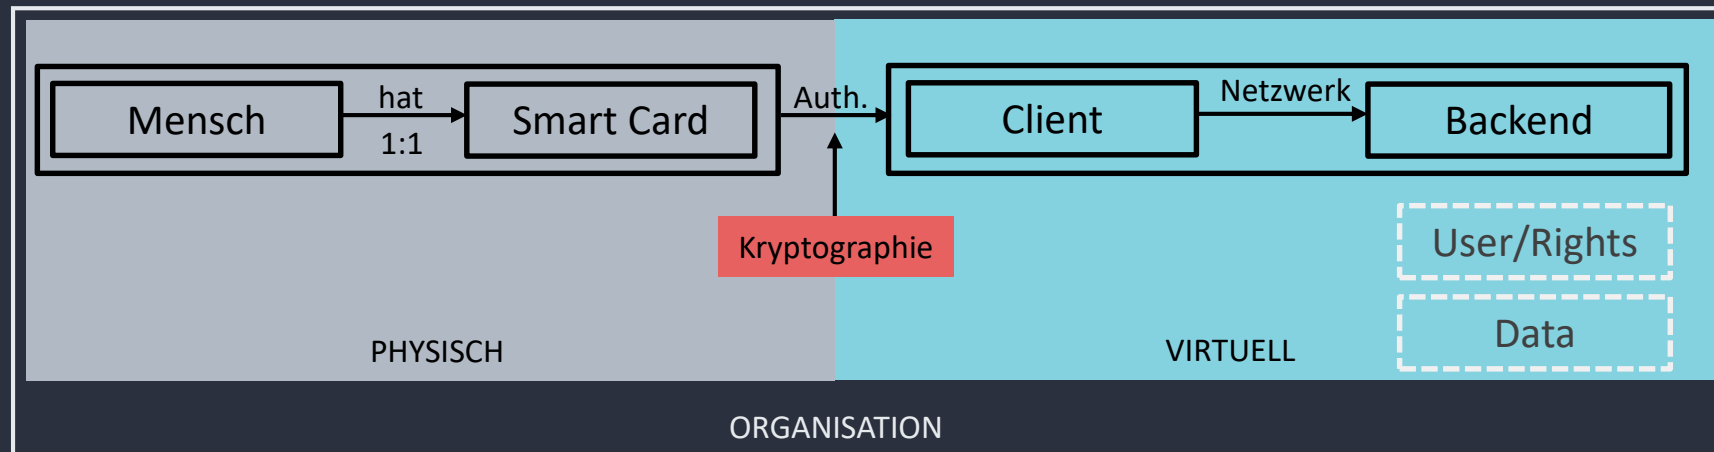 Mensch
hat
1:1
Smart Card
Auth.
Client
Netzwerk
Backend
Kryptographie
User/Rights
Data
PHYSISCH
VIRTUELL
ORGANISATION